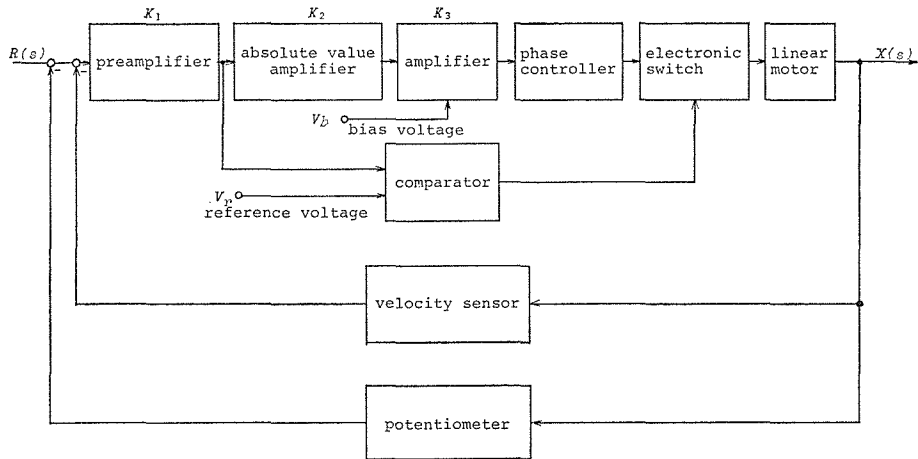 K1 K2 K3
R(s) - - preamplifier
absolute value
amplifier
amplifier
phase
controller
electronic
switch
linear
motor
X(s)
Vb bias voltage
comparator
Vr
reference voltage
velocity sensor
potentiometer